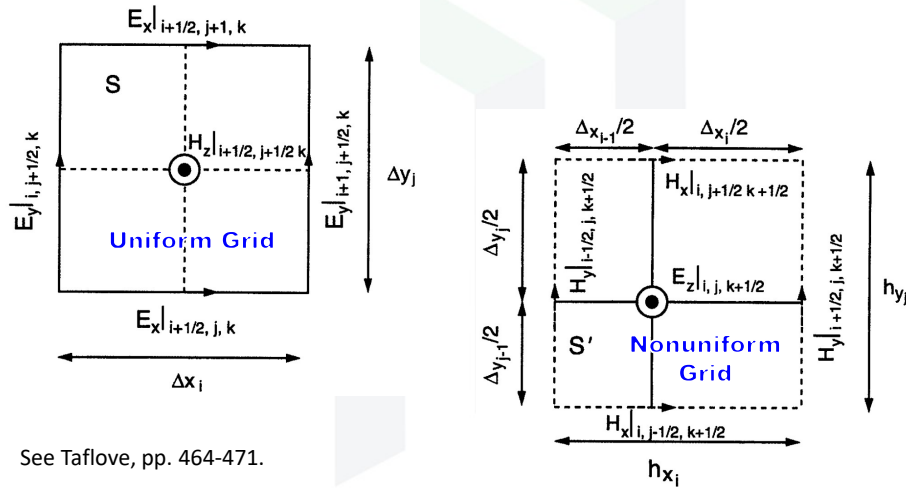 E_x|i+1/2, j+1, k
S
H_z|i+1/2, j+1/2 k
E_y|i, j+1/2, k
E_y|i+1, j+1/2, k
Δy_j
Uniform Grid
E_x|i+1/2, j, k
Δx_i
Δx_i-1/2
Δx_i/2
H_x|i, j+1/2 k+1/2
Δy_j/2
H_y|i-1/2, j, k+1/2
E_z|i, j, k+1/2
H_y|i+1/2, j, k+1/2
h_y_j
Δy_j-1/2
S'
Nonuniform
Grid
H_x|i, j-1/2, k+1/2
h_x_i
See Taflove, pp. 464-471.